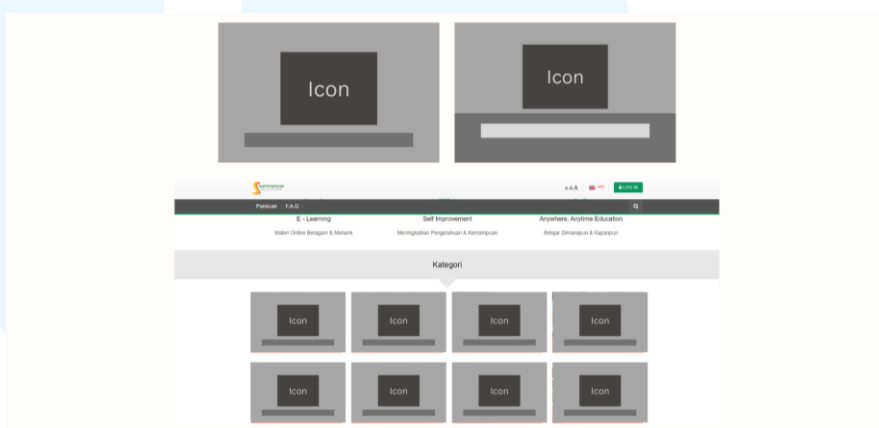 Icon
Icon
Summarecon
A A A
LOG IN
Panduan F.A.Q
E - Learning Self Improvement Anywhere, Anytime Education
Materi Online Beragam & Menarik Meningkatkan Pengetahuan & Kemampuan Belajar Dimanapun & Kapanpun
Kategori
Icon Icon Icon Icon
Icon Icon Icon Icon